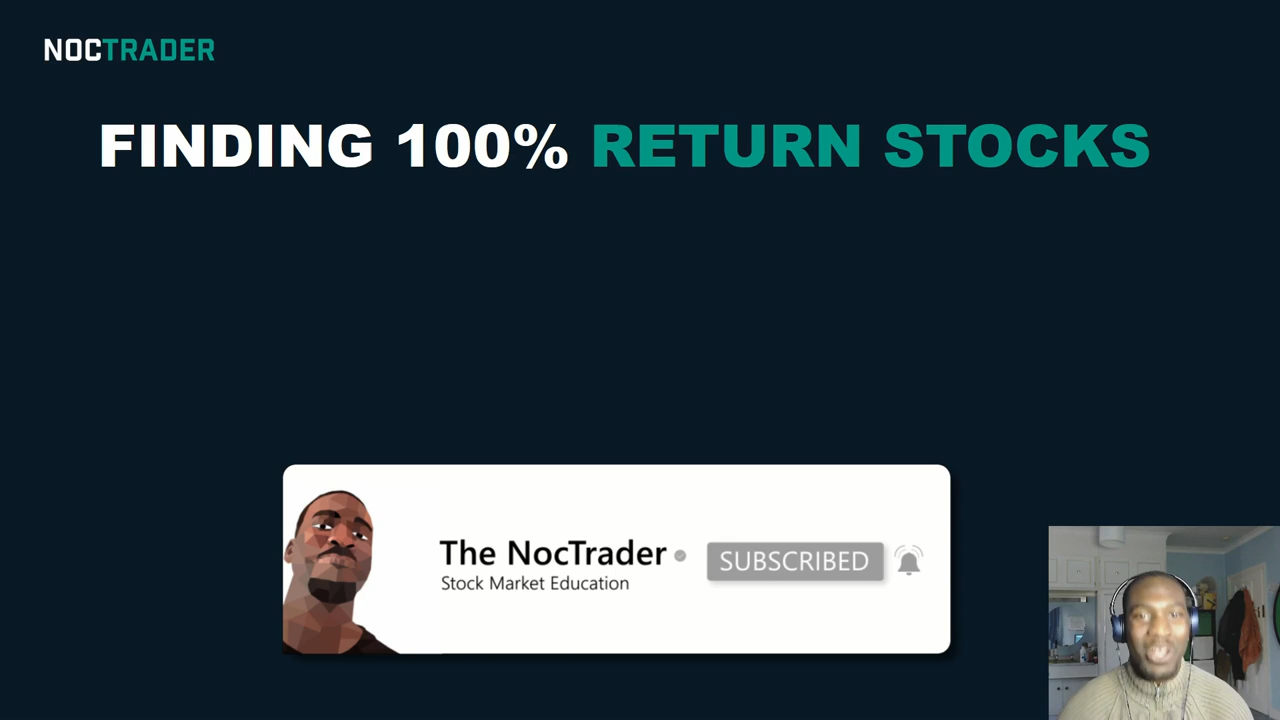 NOCTRADER
FINDING 100% RETURN STOCKS
The NocTrader
Stock Market Education
SUBSCRIBED